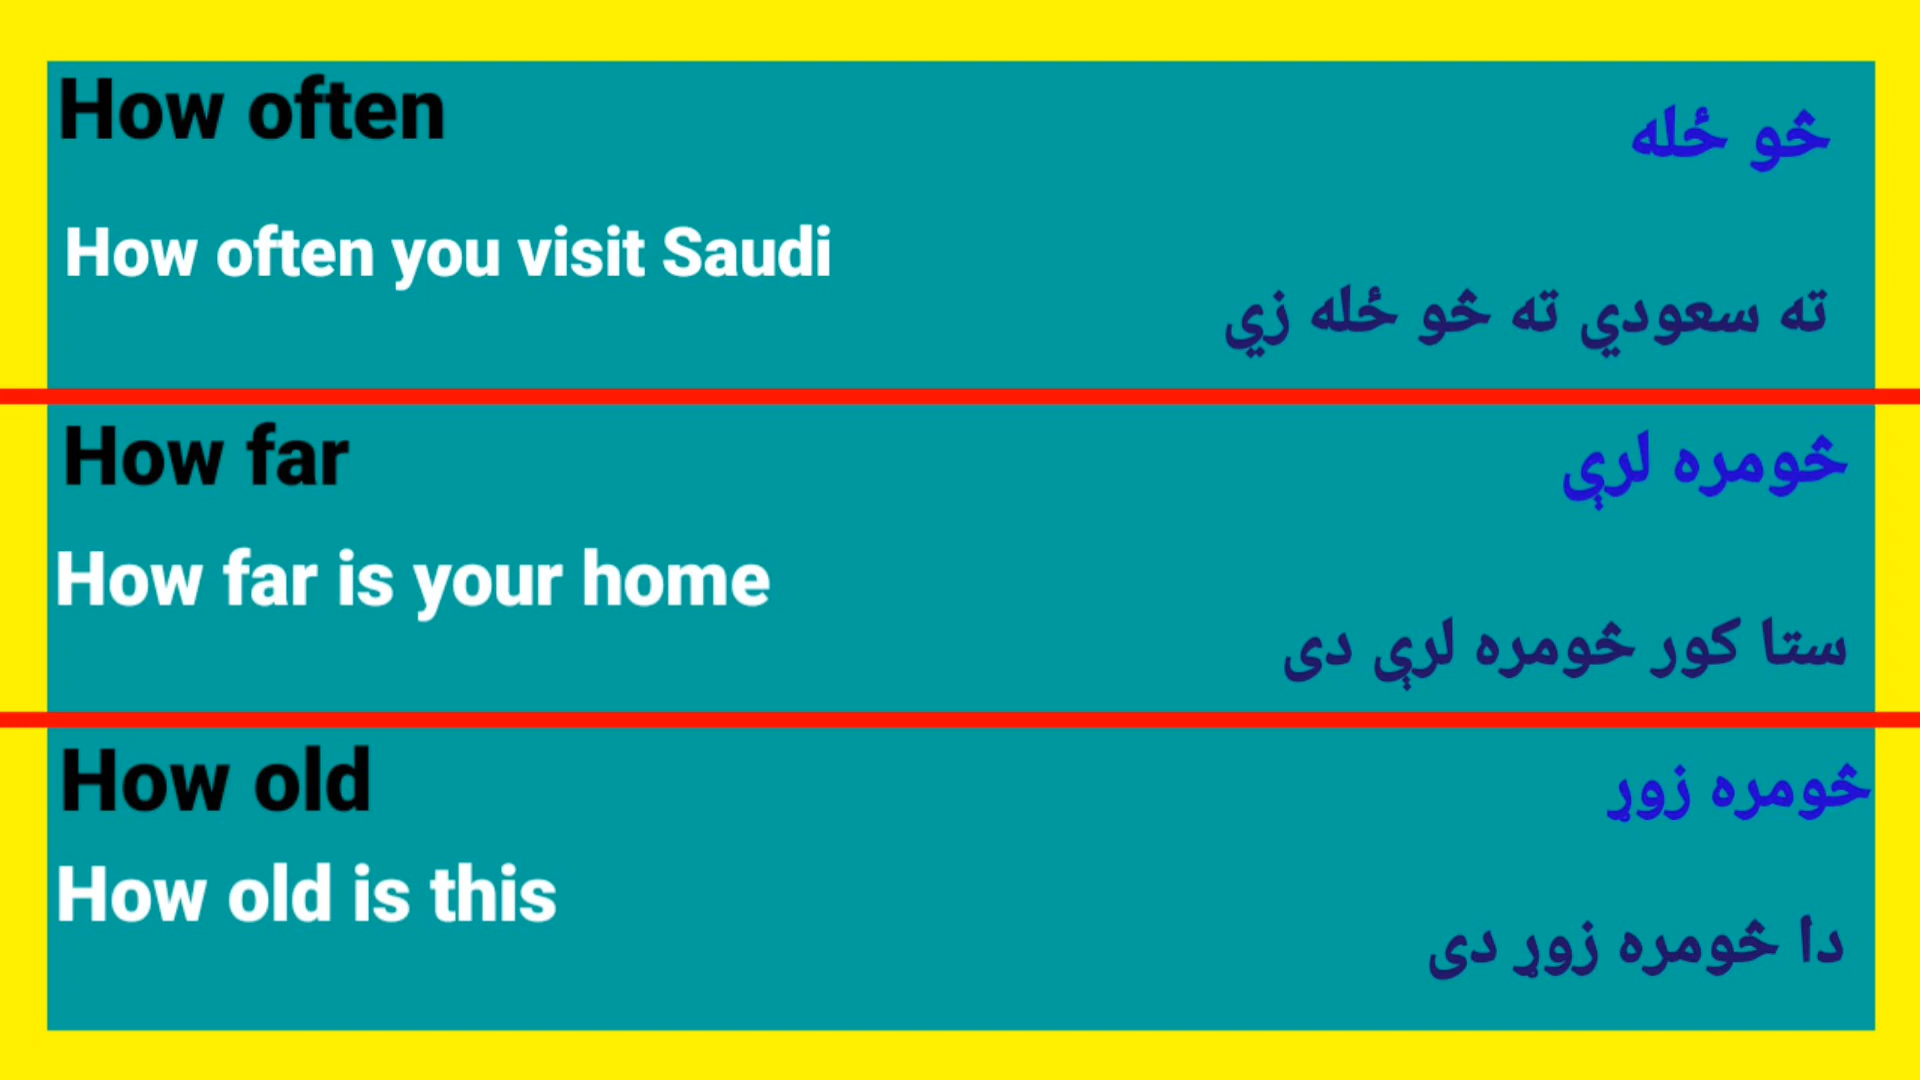 How often
څو ځله
How often you visit Saudi
ته سعودي ته څو ځله زي
How far
څومره لرې
How far is your home
ستا کور څومره لرې دی
How old
څومره زوړ
How old is this
دا څومره زوړ دی